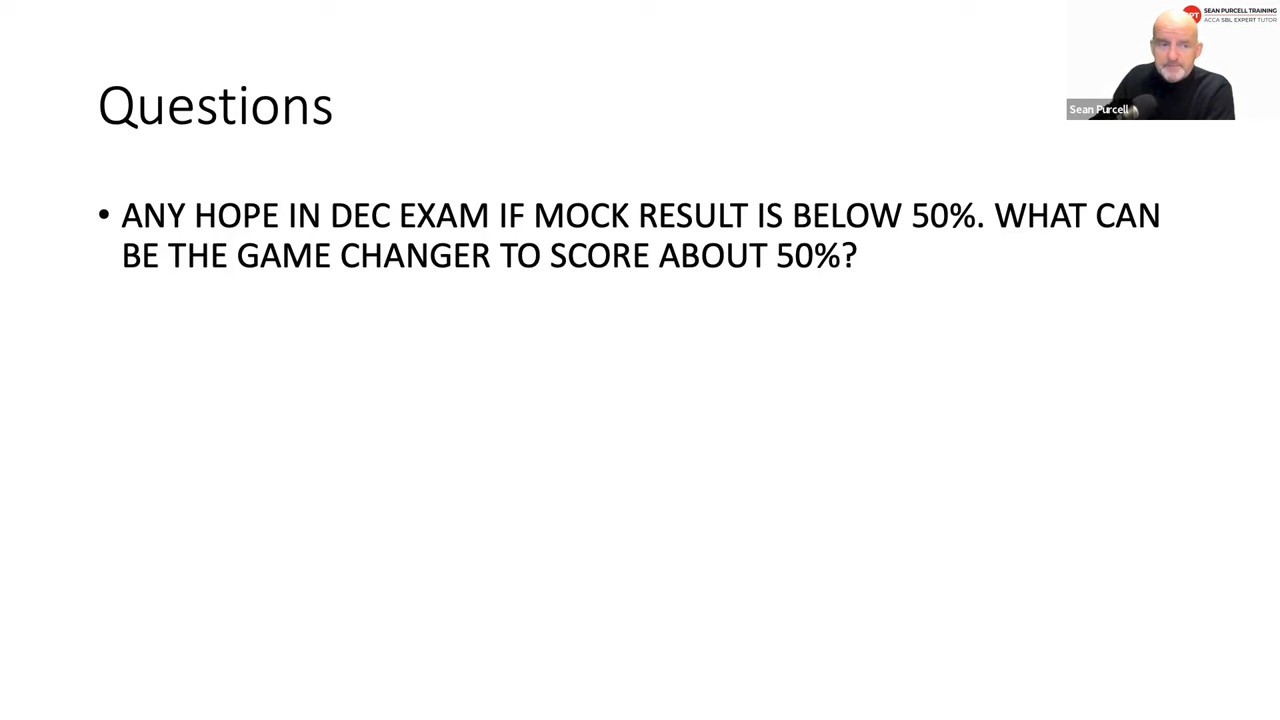 SEAN PURCELL TRAINING
ACCA SBL EXPERT TUTOR
Sean Purcell
Questions
• ANY HOPE IN DEC EXAM IF MOCK RESULT IS BELOW 50%. WHAT CAN
BE THE GAME CHANGER TO SCORE ABOUT 50%?